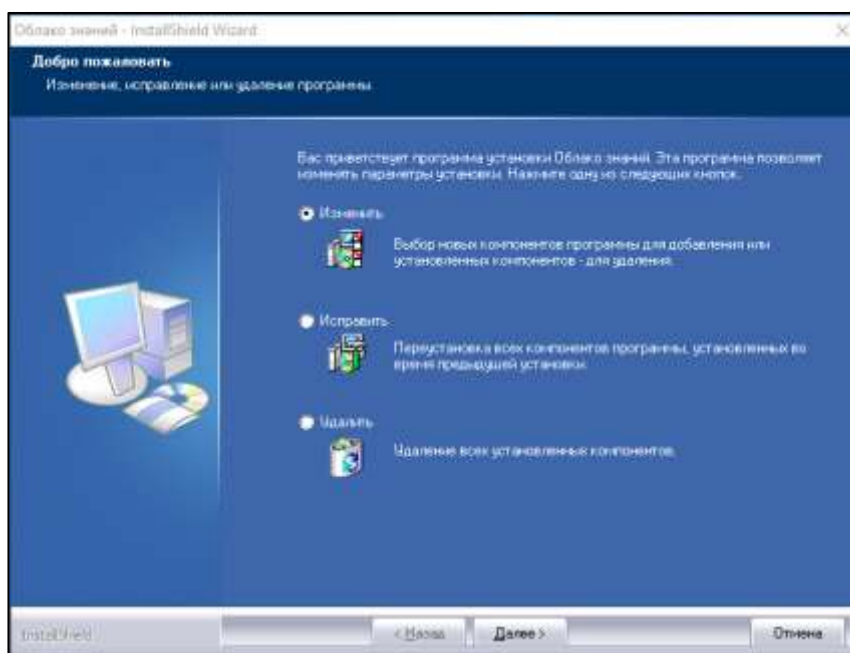 Облако знаний - InstallShield Wizard
Добро пожаловать
Изменение, исправление или удаление программы.
Вас приветствует программа установки Облако знаний. Эта программа позволяет
изменять параметры установки. Нажмите одну из следующих кнопок.
Изменить
Выбор новых компонентов программы для добавления или
установленных компонентов - для удаления.
Исправить
Переустановка всех компонентов программы, установленных во
время предыдущей установки.
Удалить
Удаление всех установленных компонентов.
InstallShield
< Назад
Далее >
Отмена